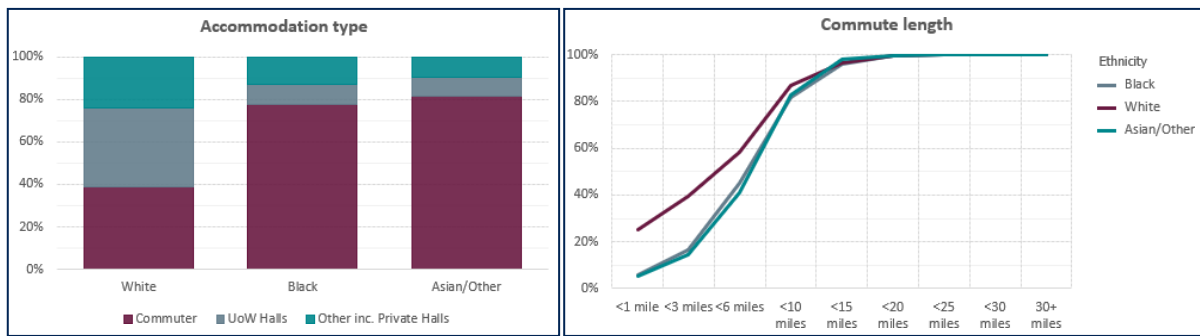 Accommodation type
100%
80%
60%
40%
20%
0%
White Black Asian/Other
Commuter UoW Halls Other inc. Private Halls
Commute length
100%
80%
60%
40%
20%
0%
<1 mile <3 miles <6 miles <10 <15 <20 <25 <30 30+
miles miles miles miles miles miles
Ethnicity
Black
White
Asian/Other